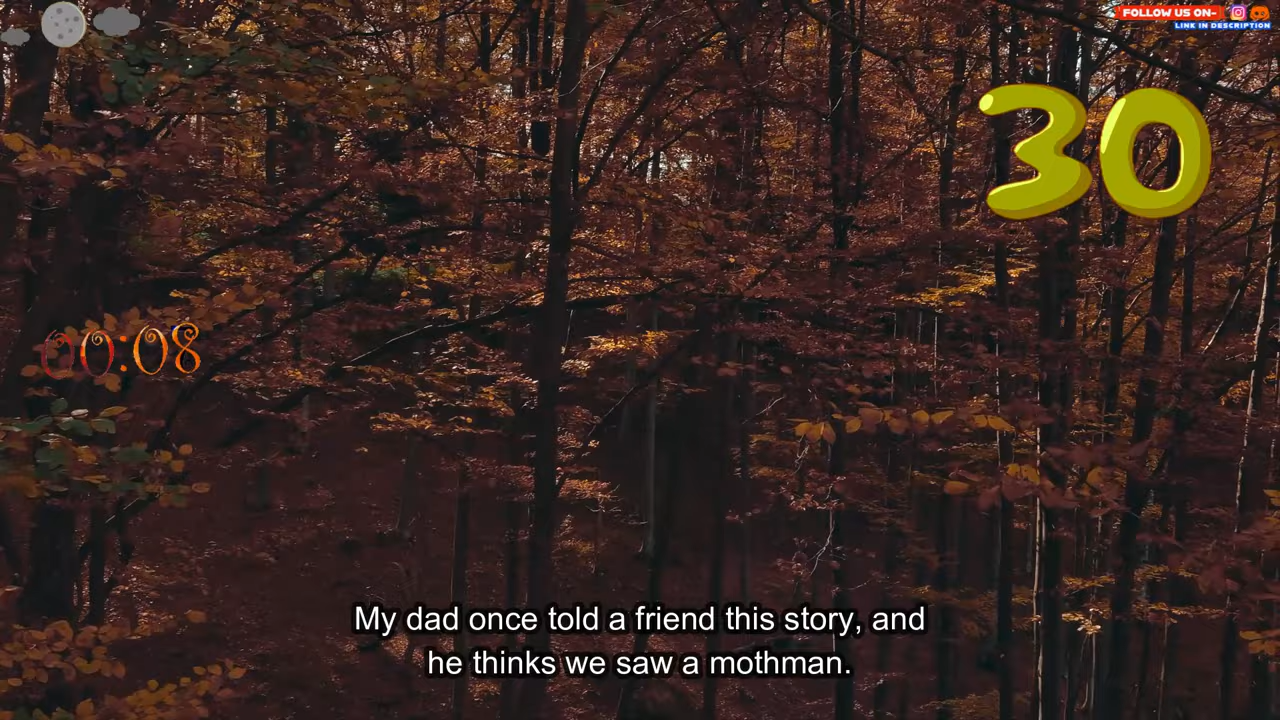 FOLLOW US ON-
LINK IN DESCRIPTION
30
00:08
My dad once told a friend this story, and
he thinks we saw a mothman.